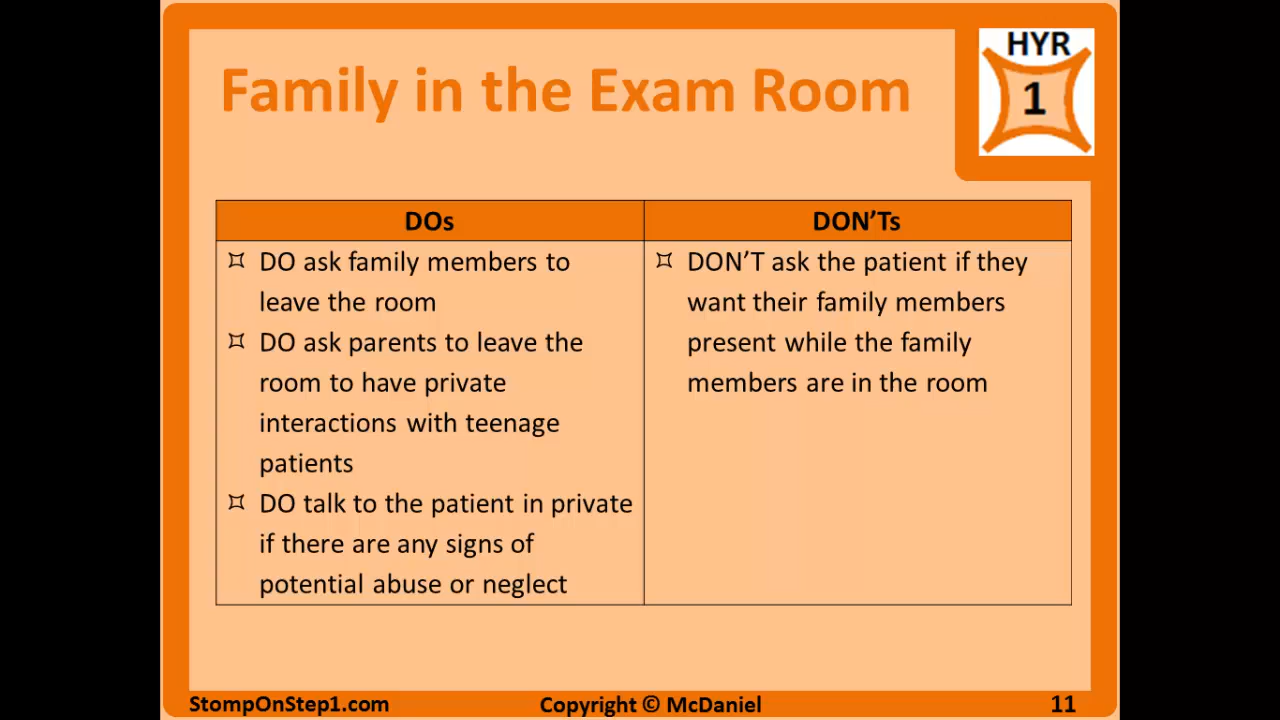 HYR
1
Family in the Exam Room
DOs
DO ask family members to
leave the room
DO ask parents to leave the
room to have private
interactions with teenage
patients
DO talk to the patient in private
if there are any signs of
potential abuse or neglect
DON’Ts
DON’T ask the patient if they
want their family members
present while the family
members are in the room
StompOnStep1.com
Copyright © McDaniel
11